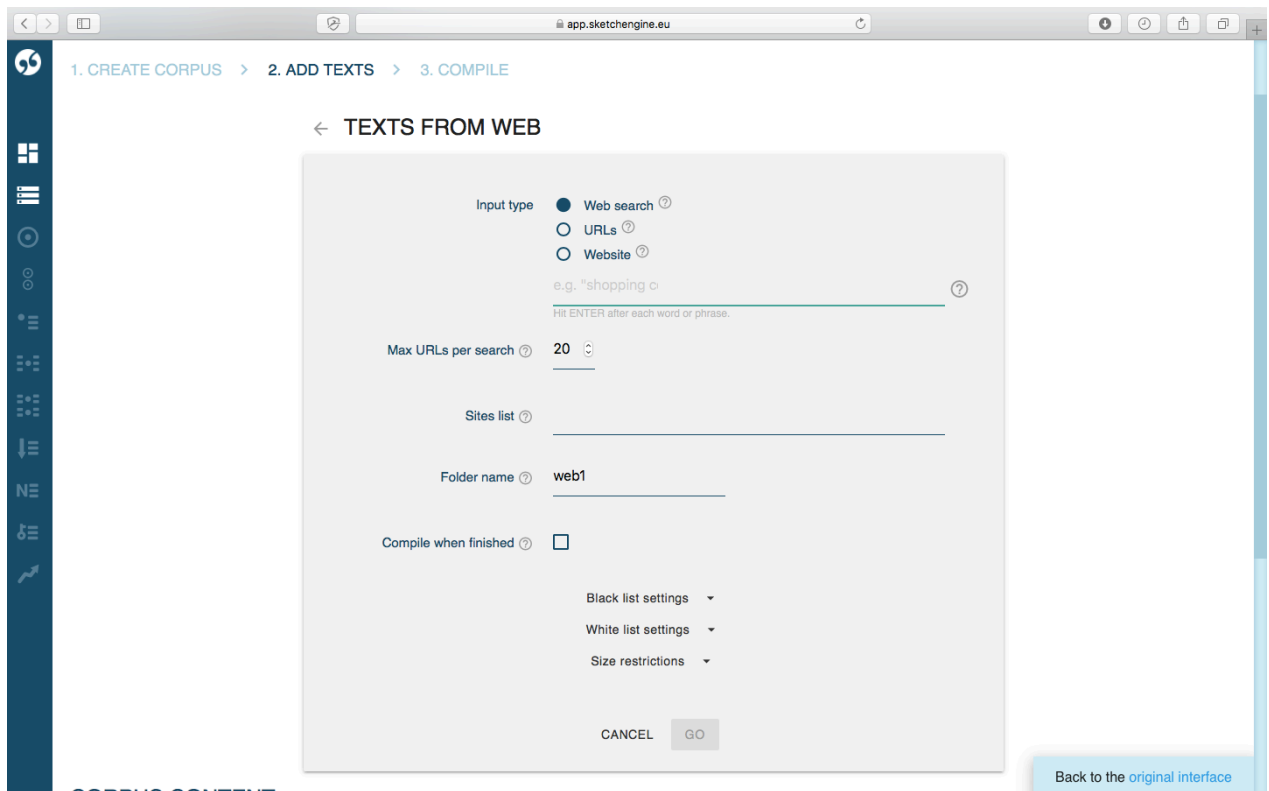 app.sketchengine.eu
1. CREATE CORPUS > 2. ADD TEXTS > 3. COMPILE
← TEXTS FROM WEB
Input type Web search ?
URLs ?
Website ?
e.g. "shopping c
?
Hit ENTER after each word or phrase.
Max URLs per search ? 20
Sites list ?
Folder name ? web1
Compile when finished ?
Black list settings
White list settings
Size restrictions
CANCEL GO
Back to the original interface
CORPUS CONTENT